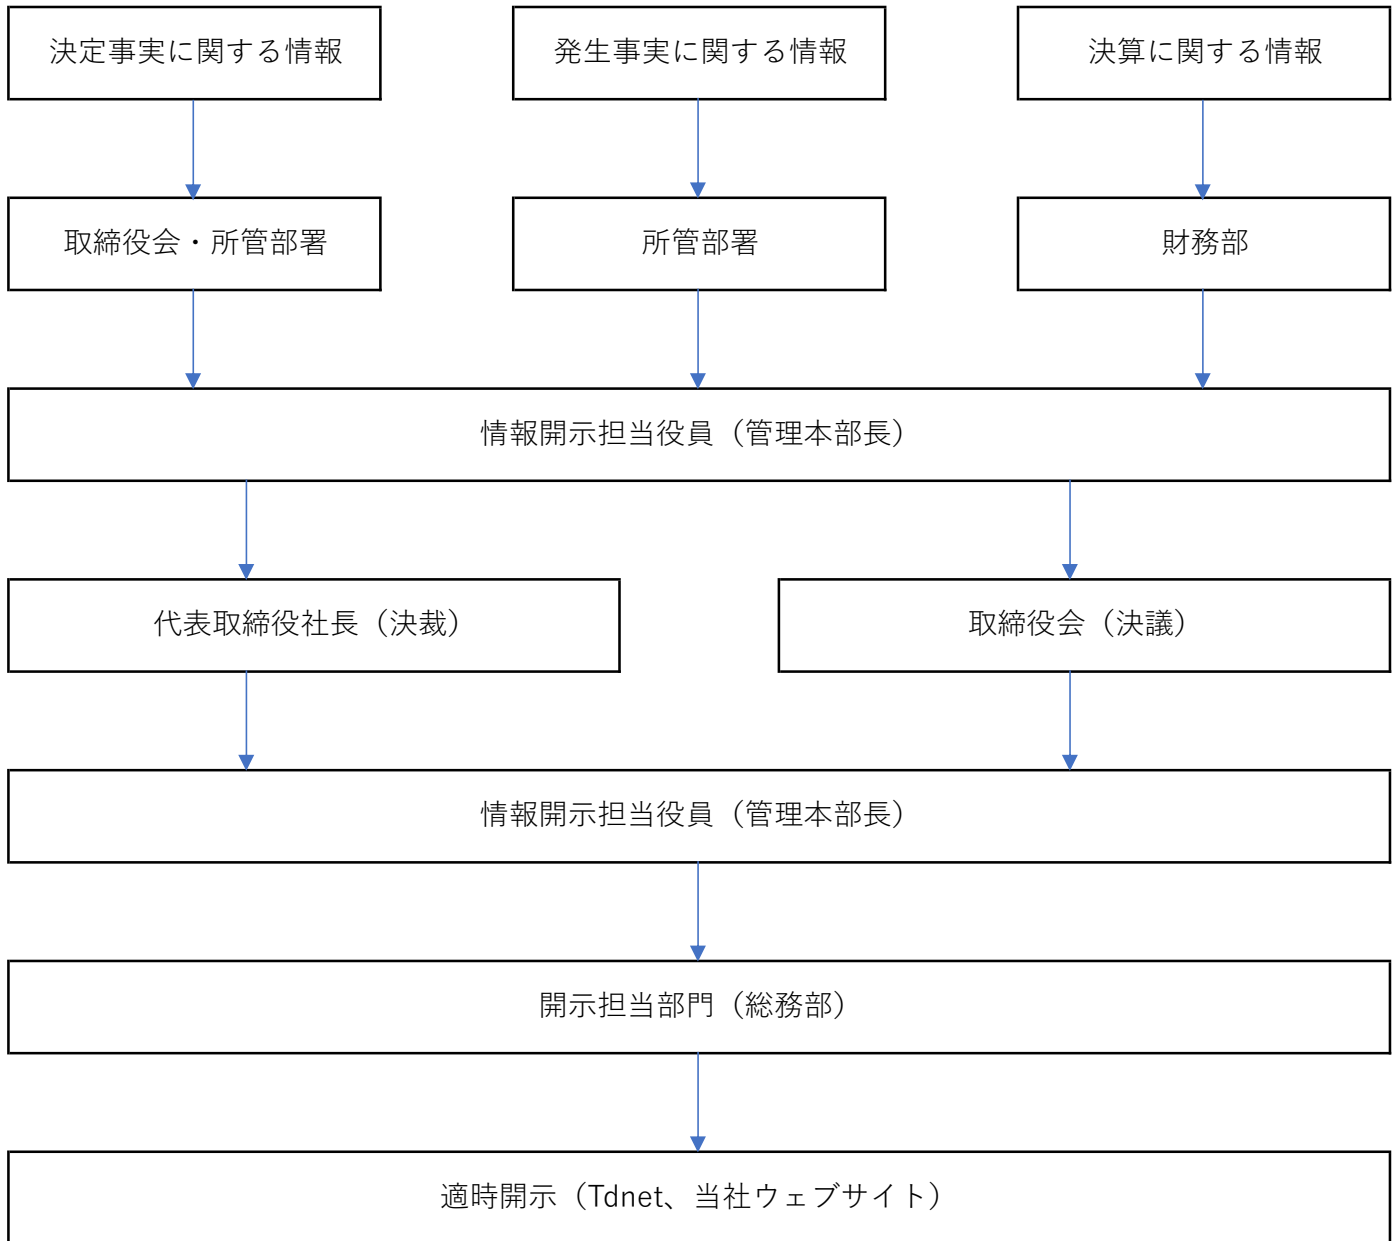 決定事実に関する情報
発生事実に関する情報
決算に関する情報
取締役会・所管部署
所管部署
財務部
情報開示担当役員（管理本部長）
代表取締役社長（決裁）
取締役会（決議）
情報開示担当役員（管理本部長）
開示担当部門（総務部）
適時開示（Tdnet、当社ウェブサイト）